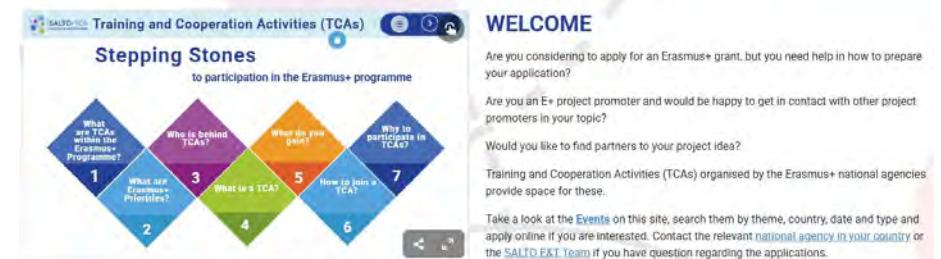 SALTO
Training and Cooperation Activities (TCAs)
Stepping Stones
to participation in the Erasmus+ programme
What
are TCAs
within the
Erasmus+
Programme?
1
What are
Erasmus+
Priorities?
2
Who is behind
TCAs?
3
What is a TCA?
4
What do you
gain?
5
How to join a
TCA?
6
Why to
participate in
TCAs?
7
WELCOME
Are you considering to apply for an Erasmus+ grant, but you need help in how to prepare
your application?
Are you an E+ project promoter and would be happy to get in contact with other project
promoters in your topic?
Would you like to find partners to your project idea?
Training and Cooperation Activities (TCAs) organised by the Erasmus+ national agencies
provide space for these.
Take a look at the Events on this site, search them by theme, country, date and type and
apply online if you are interested. Contact the relevant national agency in your country or
the SALTO E&T Team if you have question regarding the applications.